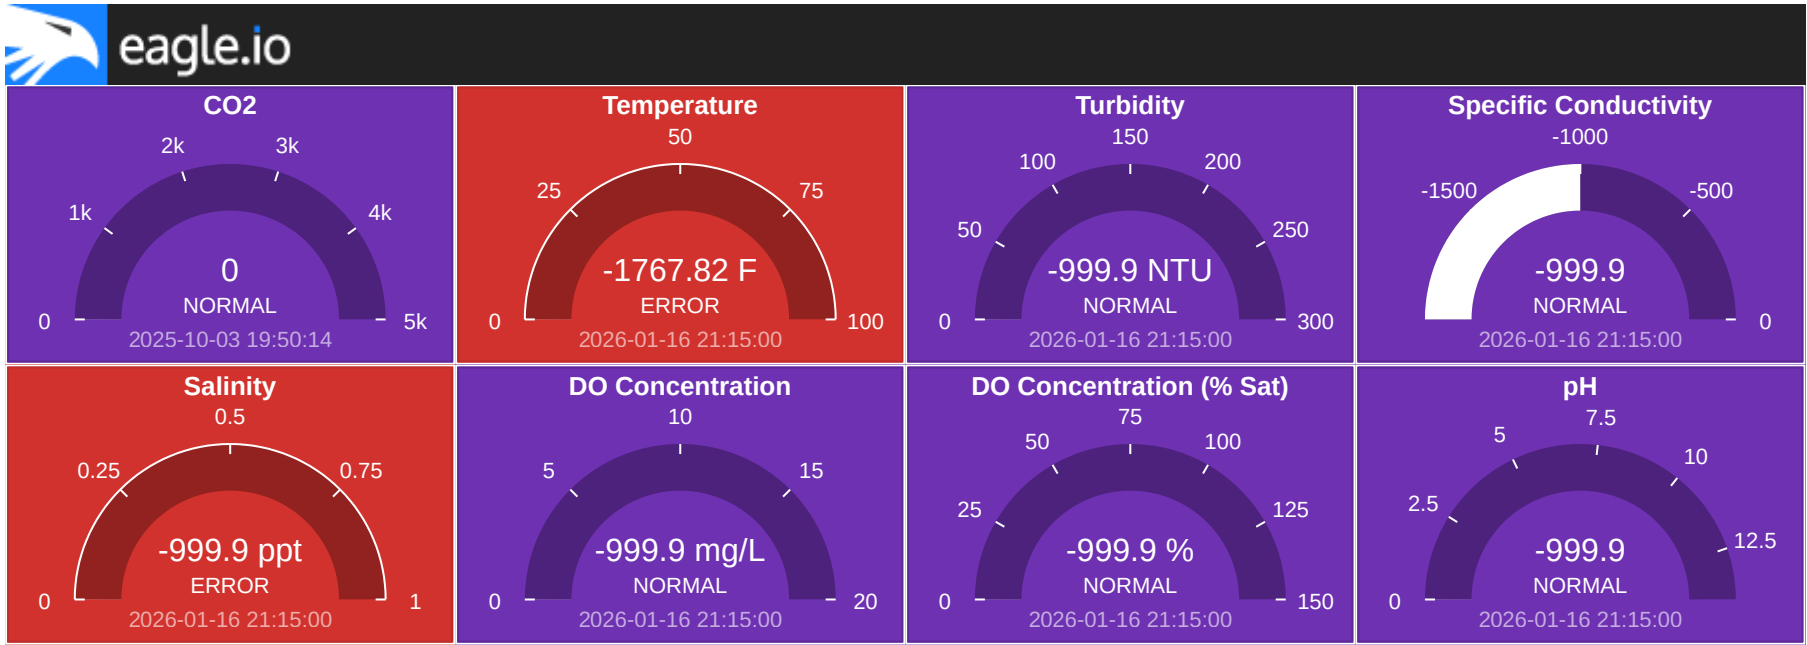 eagle.io
CO2
2k 3k
1k 4k
0
NORMAL
0 5k
2025-10-03 19:50:14
Temperature
50
25 75
-1767.82 F
ERROR
0 100
2026-01-16 21:15:00
Turbidity
150
100 200
50 250
-999.9 NTU
NORMAL
0 300
2026-01-16 21:15:00
Specific Conductivity
-1000
-1500 -500
-999.9
NORMAL
0
2026-01-16 21:15:00
Salinity
0.5
0.25 0.75
-999.9 ppt
ERROR
0 1
2026-01-16 21:15:00
DO Concentration
10
5 15
-999.9 mg/L
NORMAL
0 20
2026-01-16 21:15:00
DO Concentration (% Sat)
75
50 100
25 125
-999.9 %
NORMAL
0 150
2026-01-16 21:15:00
pH
7.5
5 10
2.5 12.5
-999.9
NORMAL
0
2026-01-16 21:15:00